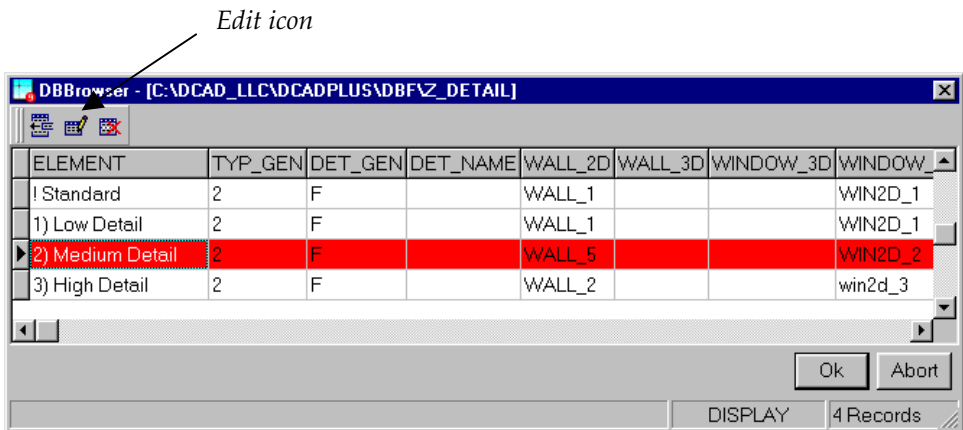 Edit icon
DBBrowser - [C:\DCAD_LLC\DCADPLUS\DBF\Z_DETAIL]
ELEMENT TYP_GEN DET_GEN DET_NAME WALL_2D WALL_3D WINDOW_3D WINDOW_
! Standard 2 F WALL_1 WIN2D_1
1) Low Detail 2 F WALL_1 WIN2D_1
2) Medium Detail 2 F WALL_5 WIN2D_2
3) High Detail 2 F WALL_2 win2d_3
Ok Abort
DISPLAY 4 Records